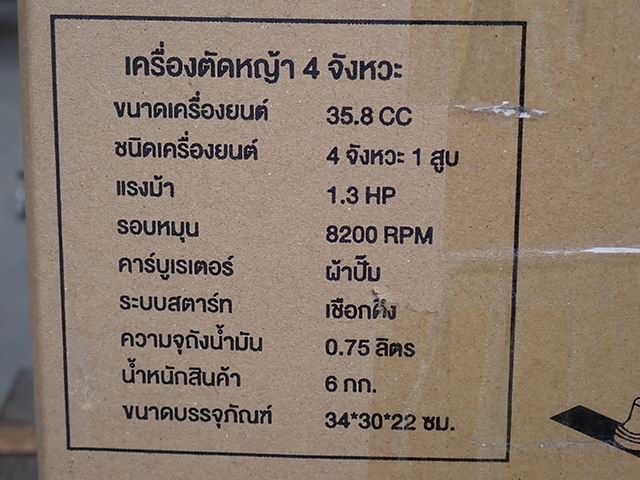 เครื่องตัดหญ้า 4 จังหวะ
ขนาดเครื่องยนต์ 35.8 CC
ชนิดเครื่องยนต์ 4 จังหวะ 1 สูบ
แรงม้า 1.3 HP
รอบหมุน 8200 RPM
คาร์บูเรเตอร์ ผ้าปั๊ม
ระบบสตาร์ท เชือกดึง
ความจุถังน้ำมัน 0.75 ลิตร
น้ำหนักสินค้า 6 กก.
ขนาดบรรจุภัณฑ์ 34*30*22 ซม.